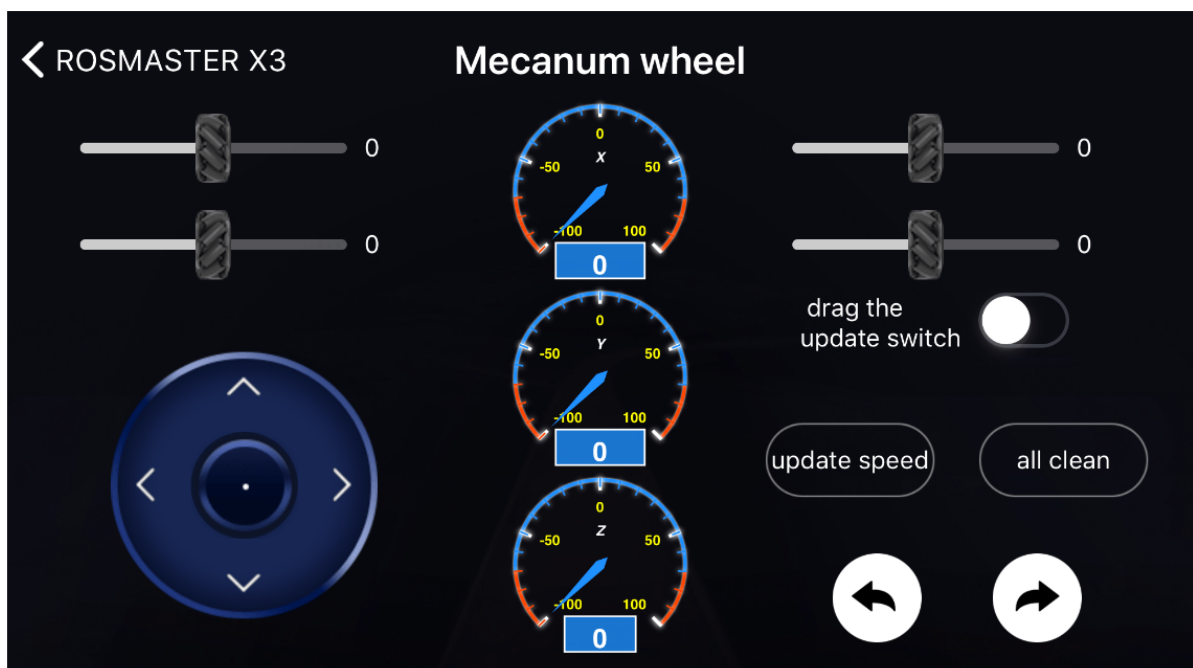 ROSMASTER X3
Mecanum wheel
0
0
0
0
0
X
-50
50
-100
100
0
drag the
update switch
0
Y
-50
50
-100
100
0
update speed
all clean
0
Z
-50
50
-100
100
0